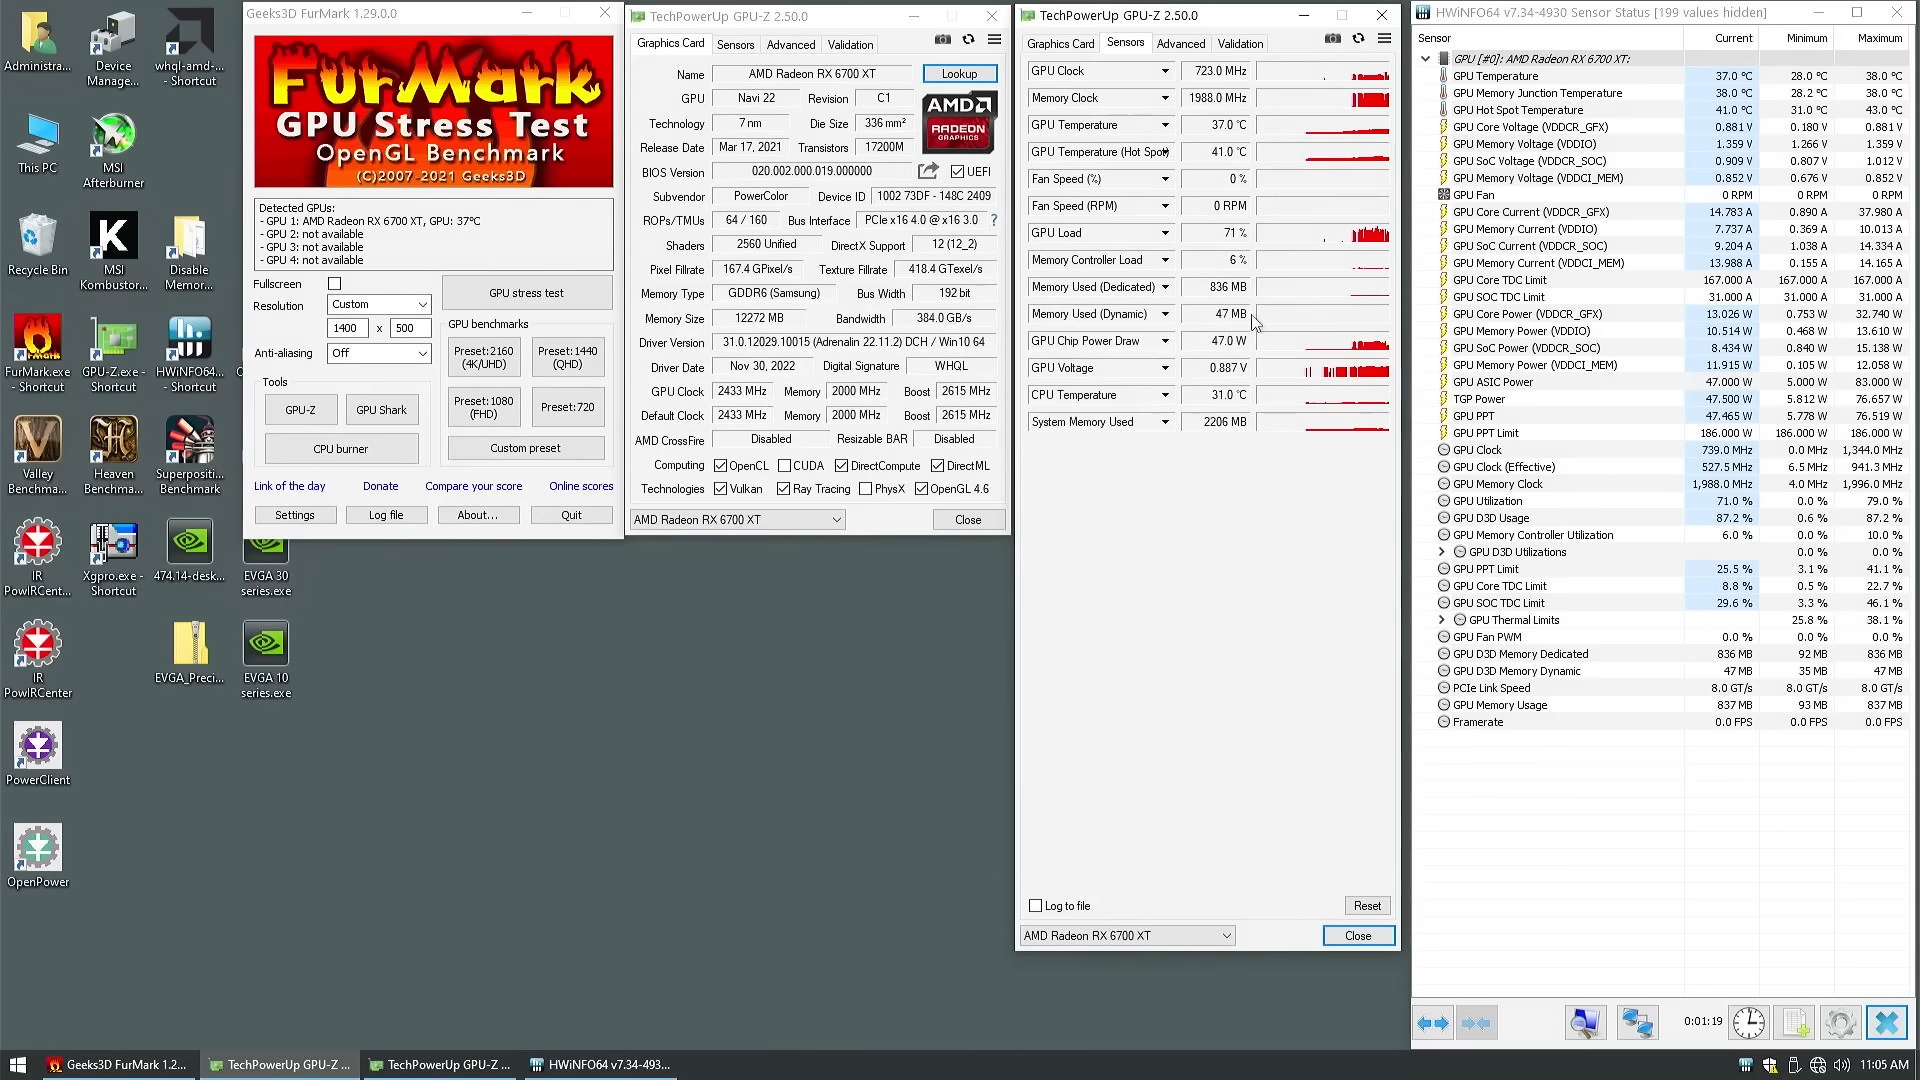 Administra...
Device
Manage...
whql-amd-...
- Shortcut
This PC
MSI
Afterburner
Recycle Bin
MSI
Kombustor...
Disable
Memor...
FurMark.exe
- Shortcut
GPU-Z.exe -
Shortcut
HWiNFO64...
- Shortcut
Valley
Benchma...
Heaven
Benchma...
Superpositi...
Benchmark
IR
PowIRCent...
Xgpro.exe -
Shortcut
474.14-desk...
EVGA 30
series.exe
IR
PowIRCenter
EVGA_Preci...
EVGA 10
series.exe
PowerClient
OpenPower
Geeks3D FurMark 1.29.0.0
FurMark
GPU Stress Test
OpenGL Benchmark
(C)2007-2021 Geeks3D
Detected GPUs:
- GPU 1: AMD Radeon RX 6700 XT, GPU: 37°C
- GPU 2: not available
- GPU 3: not available
- GPU 4: not available
Fullscreen
Resolution Custom
1400 x 500
Anti-aliasing Off
GPU stress test
GPU benchmarks
Preset:2160
(4K/UHD)
Preset:1440
(QHD)
Preset:1080
(FHD)
Preset:720
Custom preset
Tools
GPU-Z GPU Shark
CPU burner
Link of the day Donate Compare your score Online scores
Settings Log file About... Quit
TechPowerUp GPU-Z 2.50.0
Graphics Card Sensors Advanced Validation
Name AMD Radeon RX 6700 XT Lookup
GPU Navi 22 Revision C1
AMD
RADEON
GRAPHICS
Technology 7 nm Die Size 336 mm²
Release Date Mar 17, 2021 Transistors 17200M
BIOS Version 020.002.000.019.000000 UEFI
Subvendor PowerColor Device ID 1002 73DF - 148C 2409
ROPs/TMUs 64 / 160 Bus Interface PCIe x16 4.0 @ x16 3.0 ?
Shaders 2560 Unified DirectX Support 12 (12_2)
Pixel Fillrate 167.4 GPixel/s Texture Fillrate 418.4 GTexel/s
Memory Type GDDR6 (Samsung) Bus Width 192 bit
Memory Size 12272 MB Bandwidth 384.0 GB/s
Driver Version 31.0.12029.10015 (Adrenalin 22.11.2) DCH / Win10 64
Driver Date Nov 30, 2022 Digital Signature WHQL
GPU Clock 2433 MHz Memory 2000 MHz Boost 2615 MHz
Default Clock 2433 MHz Memory 2000 MHz Boost 2615 MHz
AMD CrossFire Disabled Resizable BAR Disabled
Computing OpenCL CUDA DirectCompute DirectML
Technologies Vulkan Ray Tracing PhysX OpenGL 4.6
AMD Radeon RX 6700 XT Close
TechPowerUp GPU-Z 2.50.0
Graphics Card Sensors Advanced Validation
GPU Clock 723.0 MHz
Memory Clock 1988.0 MHz
GPU Temperature 37.0 °C
GPU Temperature (Hot Spot) 41.0 °C
Fan Speed (%) 0 %
Fan Speed (RPM) 0 RPM
GPU Load 71 %
Memory Controller Load 6 %
Memory Used (Dedicated) 836 MB
Memory Used (Dynamic) 47 MB
GPU Chip Power Draw 47.0 W
GPU Voltage 0.887 V
CPU Temperature 31.0 °C
System Memory Used 2206 MB
Log to file Reset
AMD Radeon RX 6700 XT Close
HWiNFO64 v7.34-4930 Sensor Status [199 values hidden]
Sensor Current Minimum Maximum
GPU [#0]: AMD Radeon RX 6700 XT:
GPU Temperature 37.0 °C 28.0 °C 38.0 °C
GPU Memory Junction Temperature 38.0 °C 28.2 °C 38.0 °C
GPU Hot Spot Temperature 41.0 °C 31.0 °C 43.0 °C
GPU Core Voltage (VDDCR_GFX) 0.881 V 0.180 V 0.881 V
GPU Memory Voltage (VDDIO) 1.359 V 1.266 V 1.359 V
GPU SoC Voltage (VDDCR_SOC) 0.909 V 0.807 V 1.012 V
GPU Memory Voltage (VDDCI_MEM) 0.852 V 0.676 V 0.852 V
GPU Fan 0 RPM 0 RPM 0 RPM
GPU Core Current (VDDCR_GFX) 14.783 A 0.890 A 37.980 A
GPU Memory Current (VDDIO) 7.737 A 0.369 A 10.013 A
GPU SoC Current (VDDCR_SOC) 9.204 A 1.038 A 14.334 A
GPU Memory Current (VDDCI_MEM) 13.988 A 0.155 A 14.165 A
GPU Core TDC Limit 167.000 A 167.000 A 167.000 A
GPU SOC TDC Limit 31.000 A 31.000 A 31.000 A
GPU Core Power (VDDCR_GFX) 13.026 W 0.753 W 32.740 W
GPU Memory Power (VDDIO) 10.514 W 0.468 W 13.610 W
GPU SoC Power (VDDCR_SOC) 8.434 W 0.840 W 15.138 W
GPU Memory Power (VDDCI_MEM) 11.915 W 0.105 W 12.058 W
GPU ASIC Power 47.000 W 5.000 W 83.000 W
TGP Power 47.500 W 5.812 W 76.657 W
GPU PPT 47.465 W 5.778 W 76.519 W
GPU PPT Limit 186.000 W 186.000 W 186.000 W
GPU Clock 739.0 MHz 0.0 MHz 1,344.0 MHz
GPU Clock (Effective) 527.5 MHz 6.5 MHz 941.3 MHz
GPU Memory Clock 1,988.0 MHz 4.0 MHz 1,996.0 MHz
GPU Utilization 71.0 % 0.0 % 79.0 %
GPU D3D Usage 87.2 % 0.6 % 87.2 %
GPU Memory Controller Utilization 6.0 % 0.0 % 10.0 %
GPU D3D Utilizations 0.0 % 0.0 %
GPU PPT Limit 25.5 % 3.1 % 41.1 %
GPU Core TDC Limit 8.8 % 0.5 % 22.7 %
GPU SOC TDC Limit 29.6 % 3.3 % 46.1 %
GPU Thermal Limits 25.8 % 38.1 %
GPU Fan PWM 0.0 % 0.0 % 0.0 %
GPU D3D Memory Dedicated 836 MB 92 MB 836 MB
GPU D3D Memory Dynamic 47 MB 35 MB 47 MB
PCIe Link Speed 8.0 GT/s 8.0 GT/s 8.0 GT/s
GPU Memory Usage 837 MB 93 MB 837 MB
Framerate 0.0 FPS 0.0 FPS 0.0 FPS
0:01:19
Geeks3D FurMark 1.2...
TechPowerUp GPU-Z ...
TechPowerUp GPU-Z ...
HWiNFO64 v7.34-493...
11:05 AM